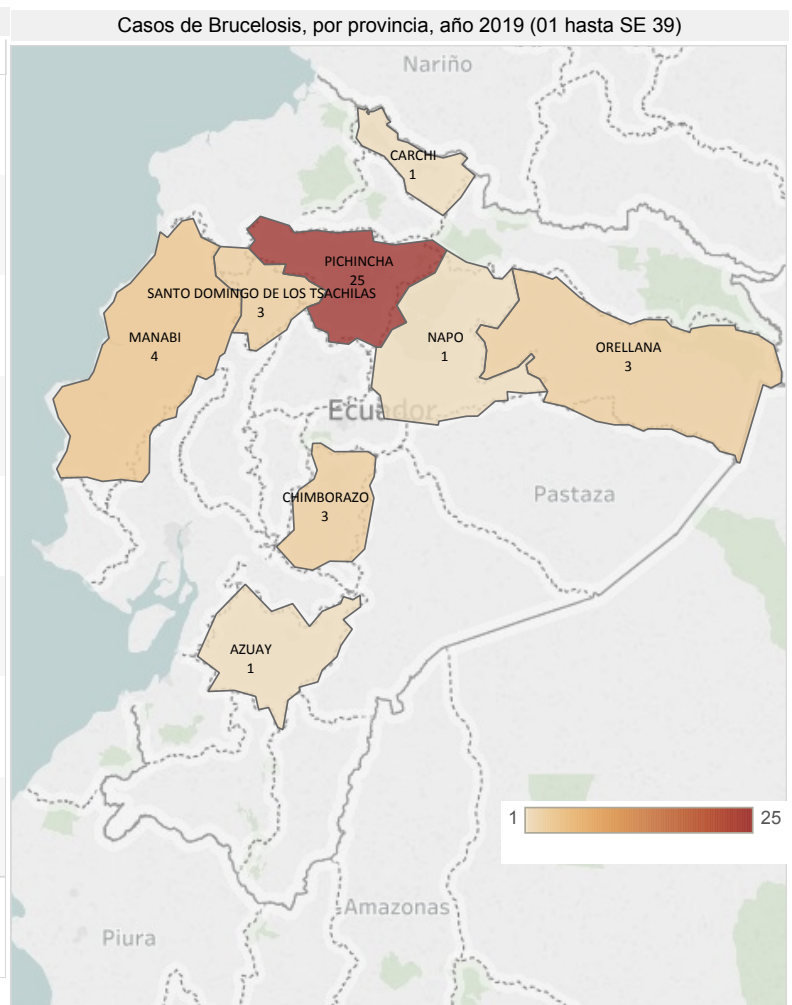 Casos de Brucelosis, por provincia, año 2019 (01 hasta SE 39)
Nariño
CARCHI
1
PICHINCHA
25
SANTO DOMINGO DE LOS TSACHILAS
3
MANABI
4
NAPO
1
ORELLANA
3
Ecuador
CHIMBORAZO
3
Pastaza
AZUAY
1
1
25
Amazonas
Piura